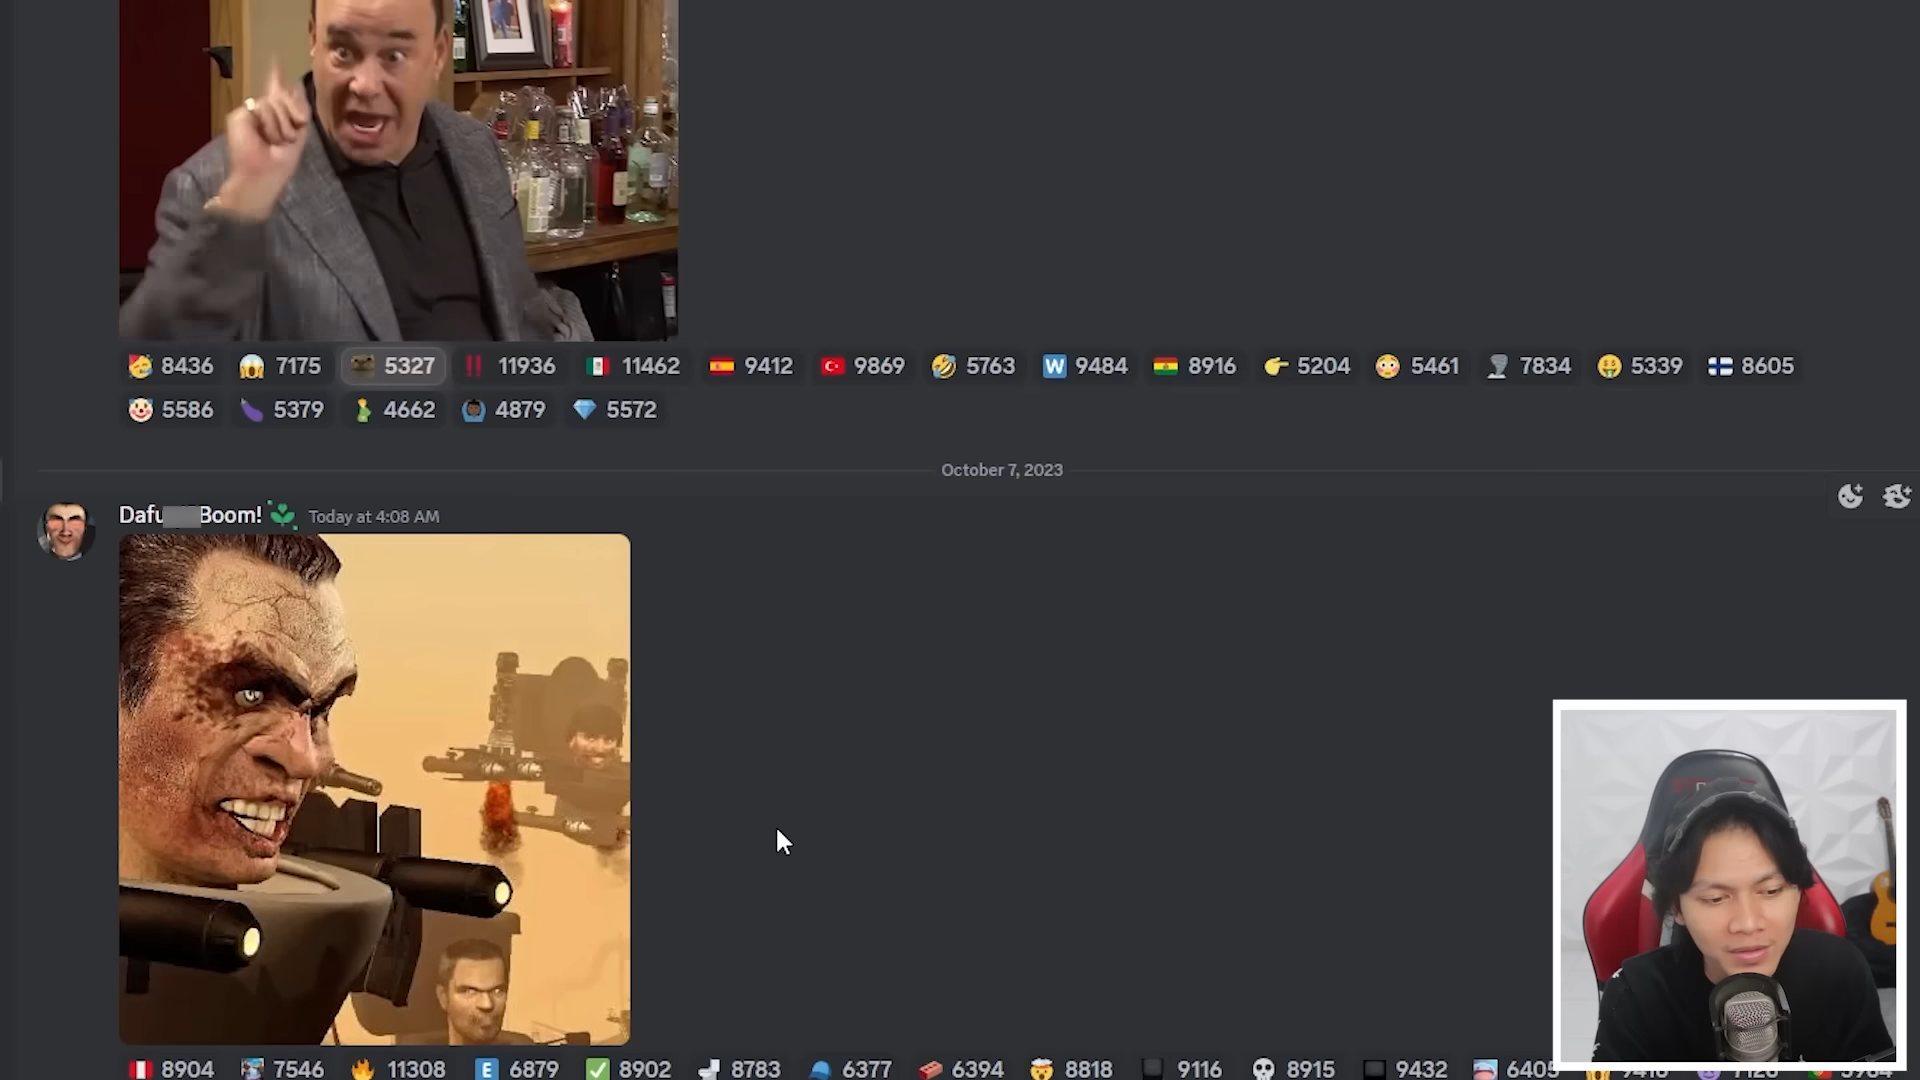 8436 7175 5327 11936 11462 9412 9869 5763 W 9484 8916 5204 5461 7834 5339 8605
5586 5379 4662 4879 5572
October 7, 2023
Dafu Boom! Today at 4:08 AM
8904 7546 11308 E 6879 8902 8783 6377 6394 8818 9116 8915 9432 6405